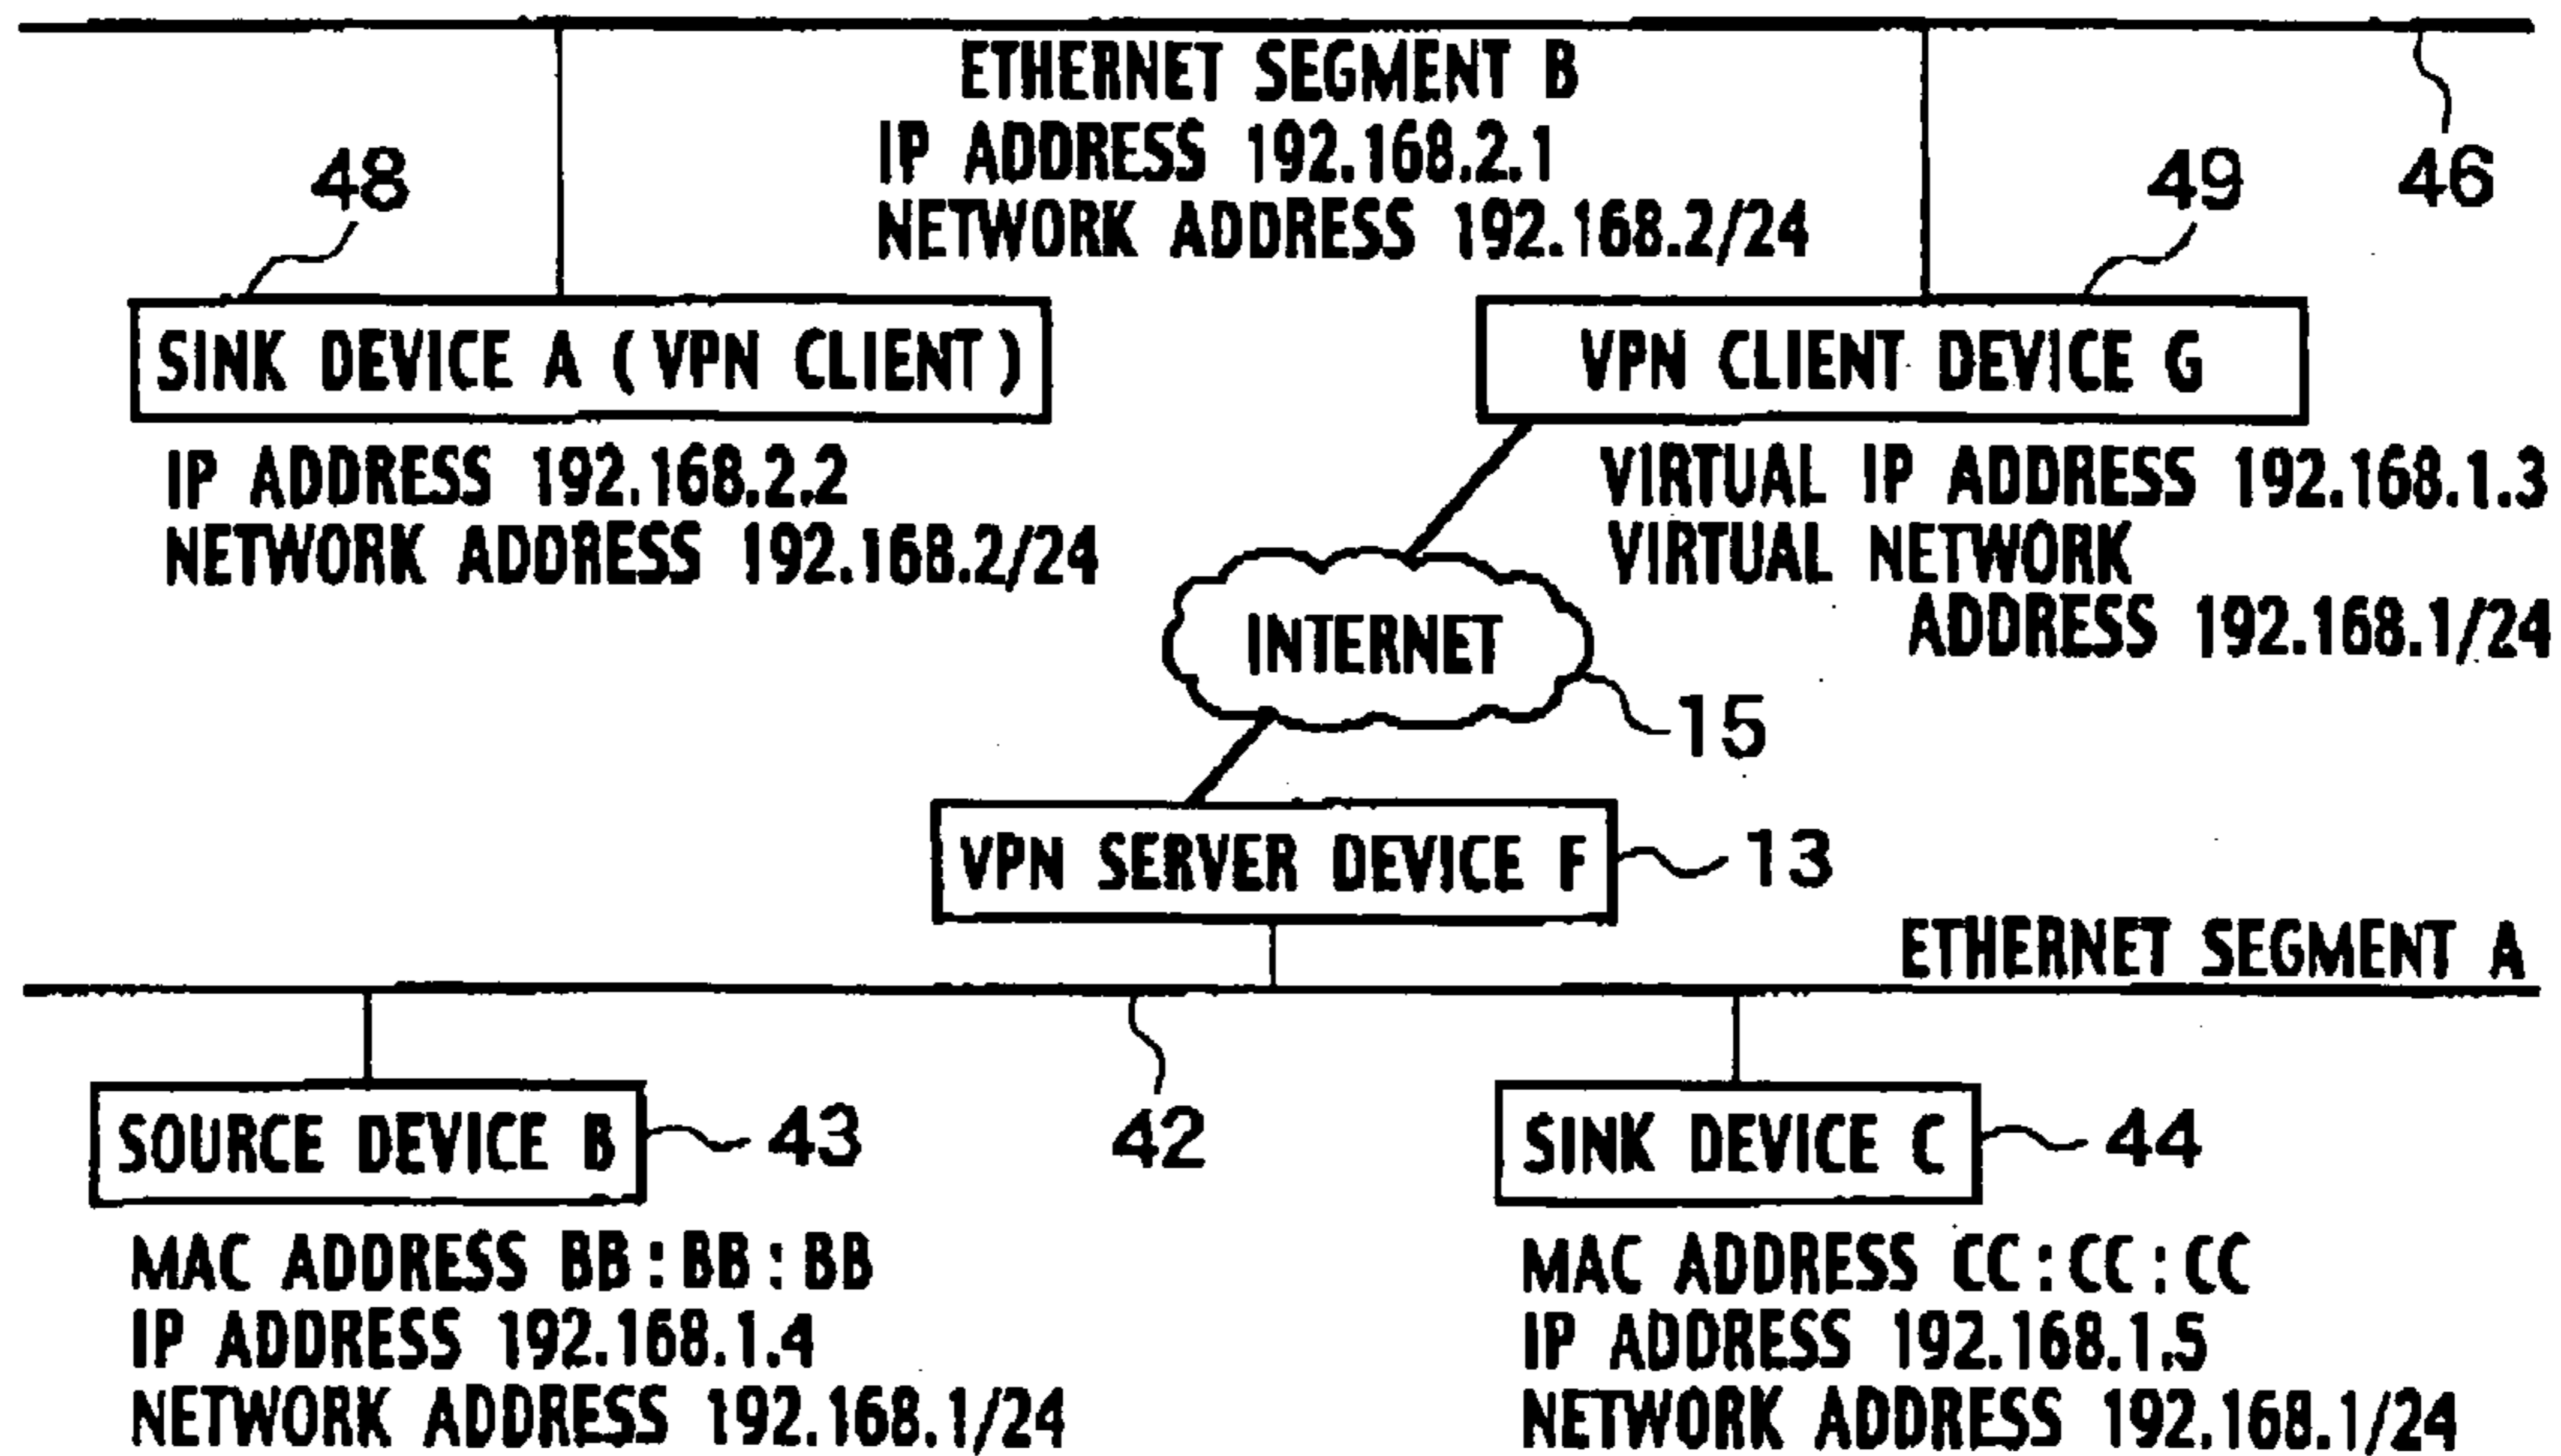 ETHERNET SEGMENT B
IP ADDRESS 192.168.2.1
NETWORK ADDRESS 192.168.2/24
48
49
46
SINK DEVICE A (VPN CLIENT)
VPN CLIENT DEVICE G
IP ADDRESS 192.168.2.2
NETWORK ADDRESS 192.168.2/24
VIRTUAL IP ADDRESS 192.168.1.3
VIRTUAL NETWORK
ADDRESS 192.168.1/24
INTERNET
15
VPN SERVER DEVICE F
13
ETHERNET SEGMENT A
SOURCE DEVICE B
43
42
SINK DEVICE C
44
MAC ADDRESS BB:BB:BB
IP ADDRESS 192.168.1.4
NETWORK ADDRESS 192.168.1/24
MAC ADDRESS CC:CC:CC
IP ADDRESS 192.168.1.5
NETWORK ADDRESS 192.168.1/24